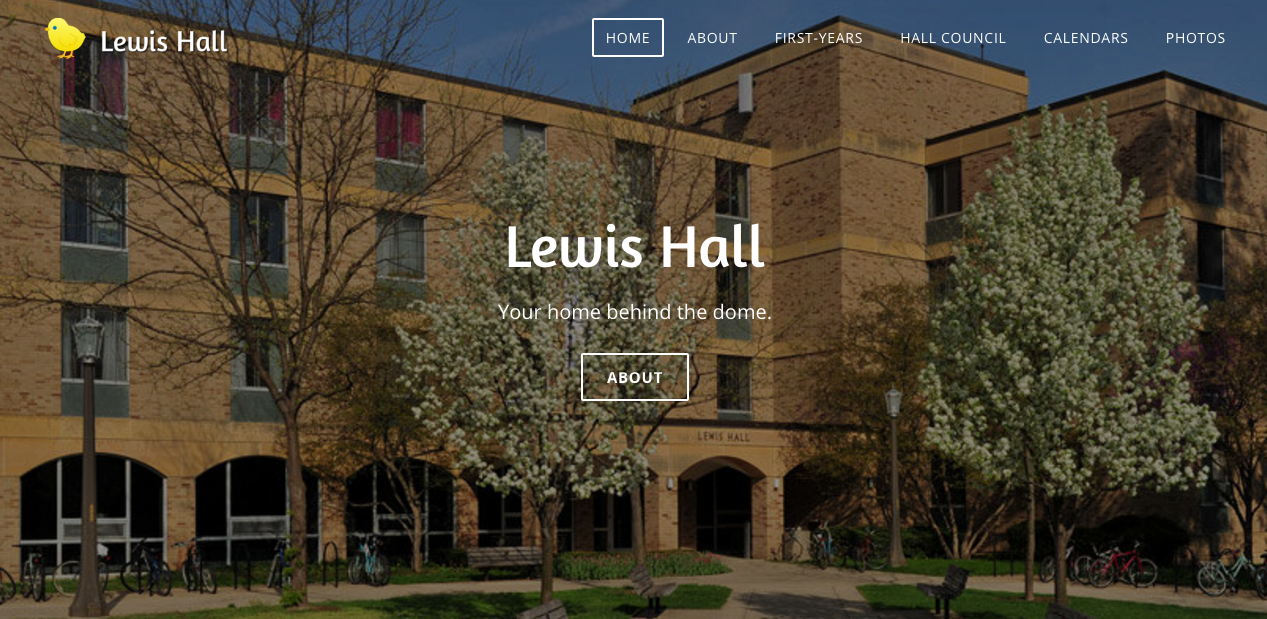 Lewis Hall
HOME
ABOUT
FIRST-YEARS
HALL COUNCIL
CALENDARS
PHOTOS
Lewis Hall
Your home behind the dome.
ABOUT
LEWIS HALL